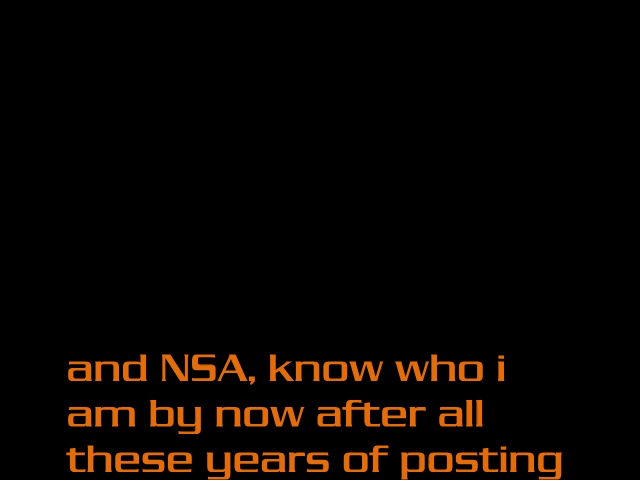 and NSA, know who i
am by now after all
these years of posting